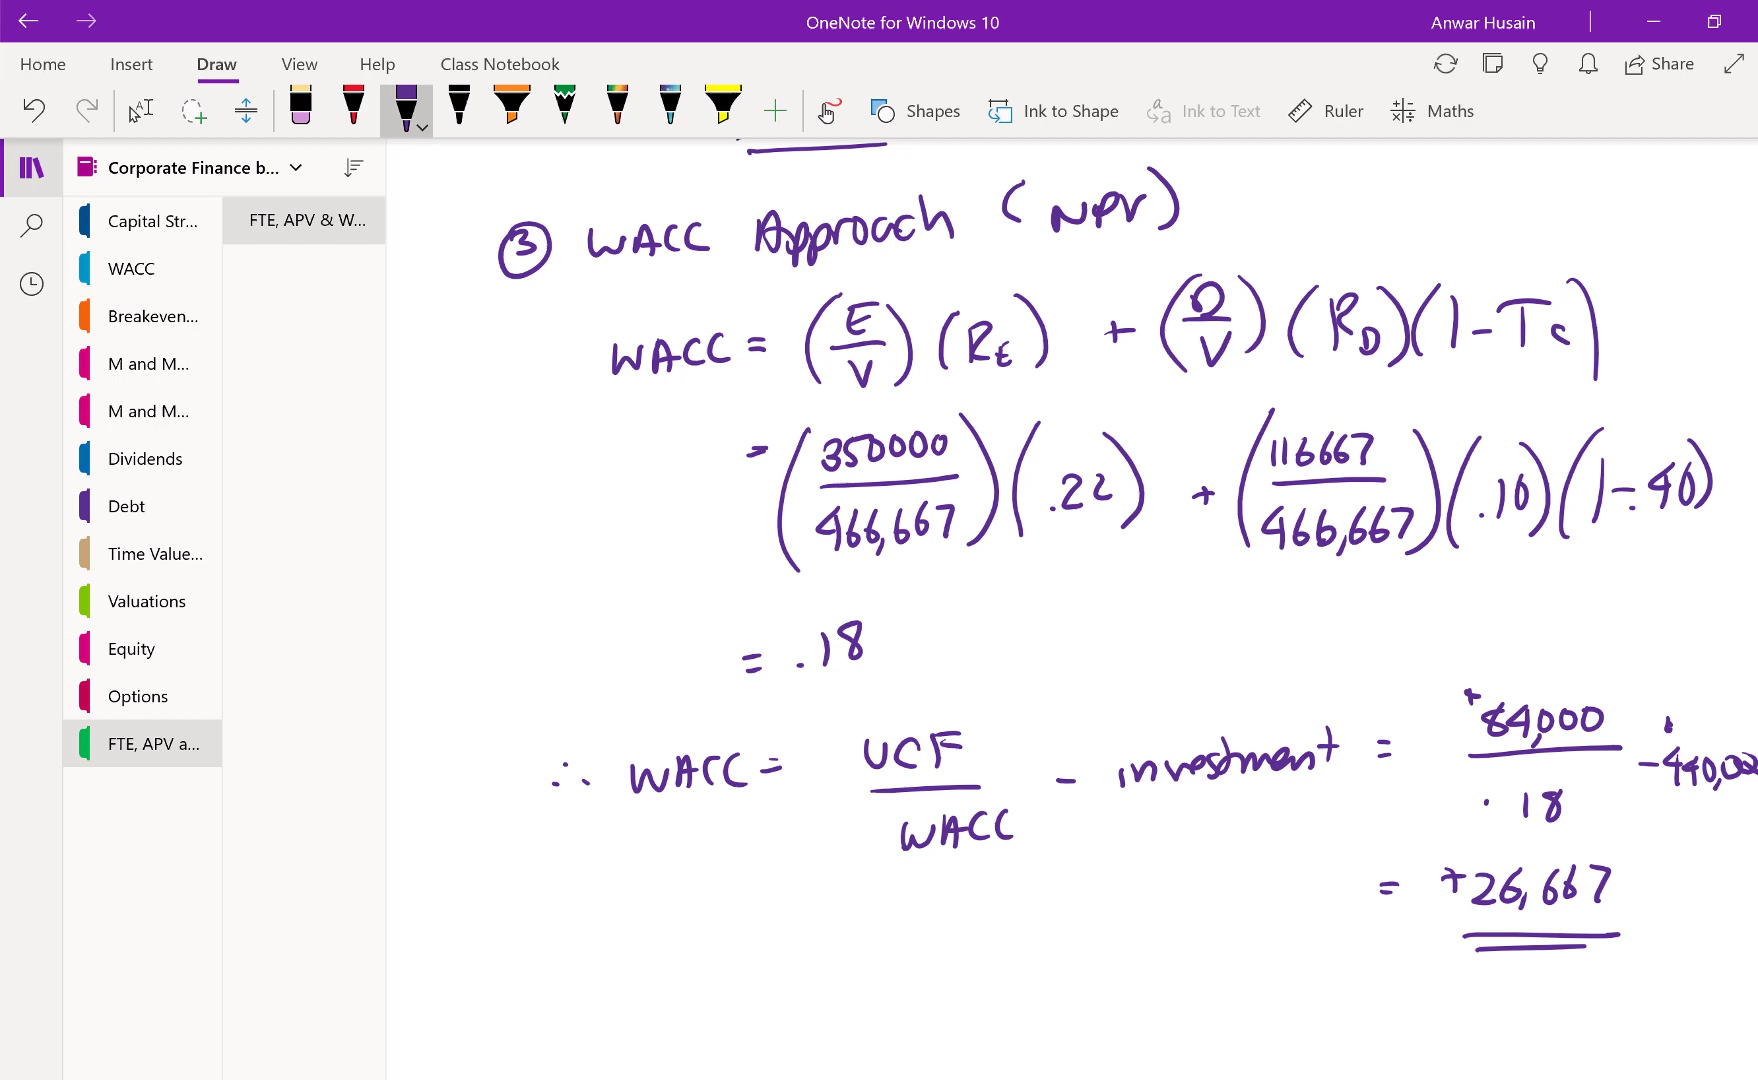 OneNote for Windows 10
Anwar Husain
Home Insert Draw View Help Class Notebook
Share
Shapes Ink to Shape Ink to Text Ruler Maths
Corporate Finance b...
Capital Str...
WACC
Breakeven...
M and M...
M and M...
Dividends
Debt
Time Value...
Valuations
Equity
Options
FTE, APV a...
FTE, APV & W...
③ WACC Approach (NPV)
WACC = (E/V) (RE) + (D/V) (RD)(1 - Tc)
= (350000/466,667) (.22) + (116667/466,667) (.10) (1 - .40)
= .18
∴ WACC = UCF/WACC - investment = +84,000/.18 - 440,000
= +26,667